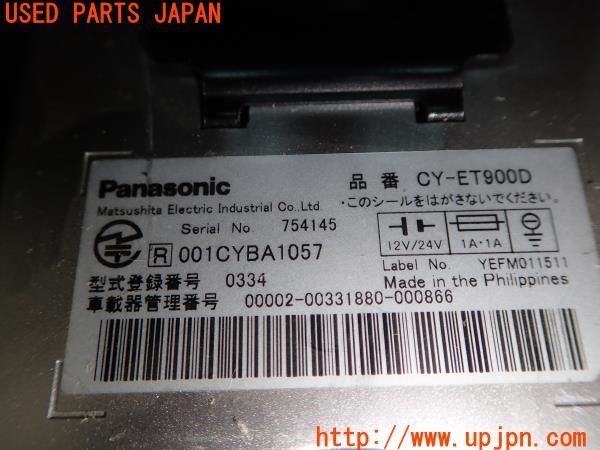 USED PARTS JAPAN
Panasonic
品 番 CY-ET900D
Matsushita Electric Industrial Co.,Ltd.
・このシールをはがさないでください。
Serial No. 754145
R 001CYBA1057
12V/24V
1A・1A
型式登録番号 0334
Label No. YEFM011511
Made in the Philippines
車載器管理番号 00002-00331880-000866
http://www.upjpn.com